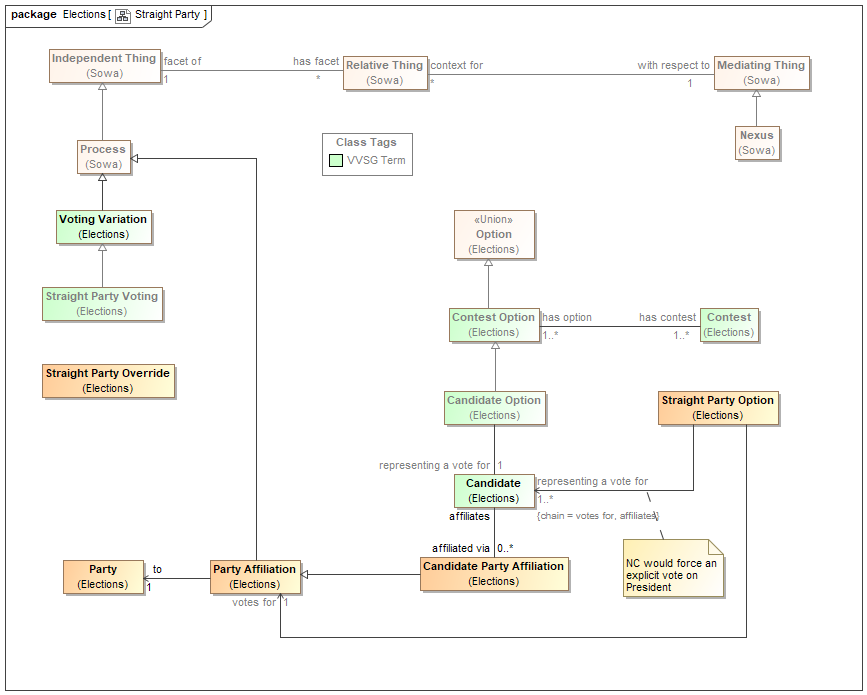 package Elections [ Straight Party ]
Independent Thing
(Sowa)
facet of
1
has facet
*
Relative Thing
(Sowa)
context for
*
with respect to
1
Mediating Thing
(Sowa)
Process
(Sowa)
Class Tags
VVSG Term
Nexus
(Sowa)
Voting Variation
(Elections)
«Union»
Option
(Elections)
Straight Party Voting
(Elections)
Contest Option
(Elections)
has option
1..*
has contest
1..*
Contest
(Elections)
Straight Party Override
(Elections)
Candidate Option
(Elections)
Straight Party Option
(Elections)
representing a vote for
1
Candidate
(Elections)
representing a vote for
1..*
{chain = votes for, affiliates}
affiliates
affiliated via
0..*
NC would force an
explicit vote on
President
Party
(Elections)
to
1
Party Affiliation
(Elections)
votes for
1
Candidate Party Affiliation
(Elections)